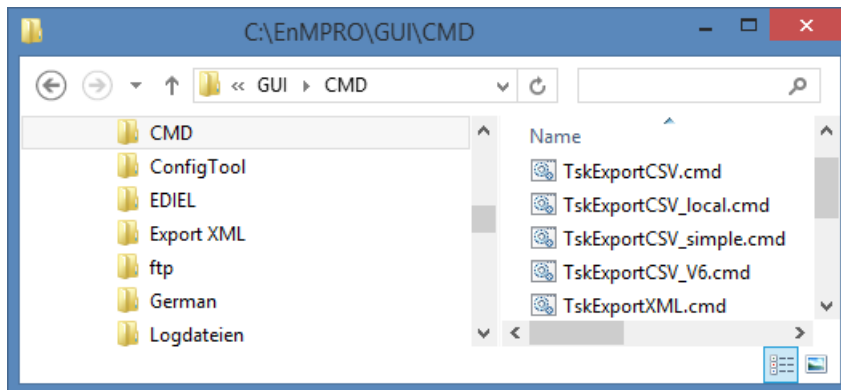 C:\EnMPRO\GUI\CMD
« GUI CMD
Name
CMD
ConfigTool
EDIEL
Export XML
ftp
German
Logdateien
TskExportCSV.cmd
TskExportCSV_local.cmd
TskExportCSV_simple.cmd
TskExportCSV_V6.cmd
TskExportXML.cmd